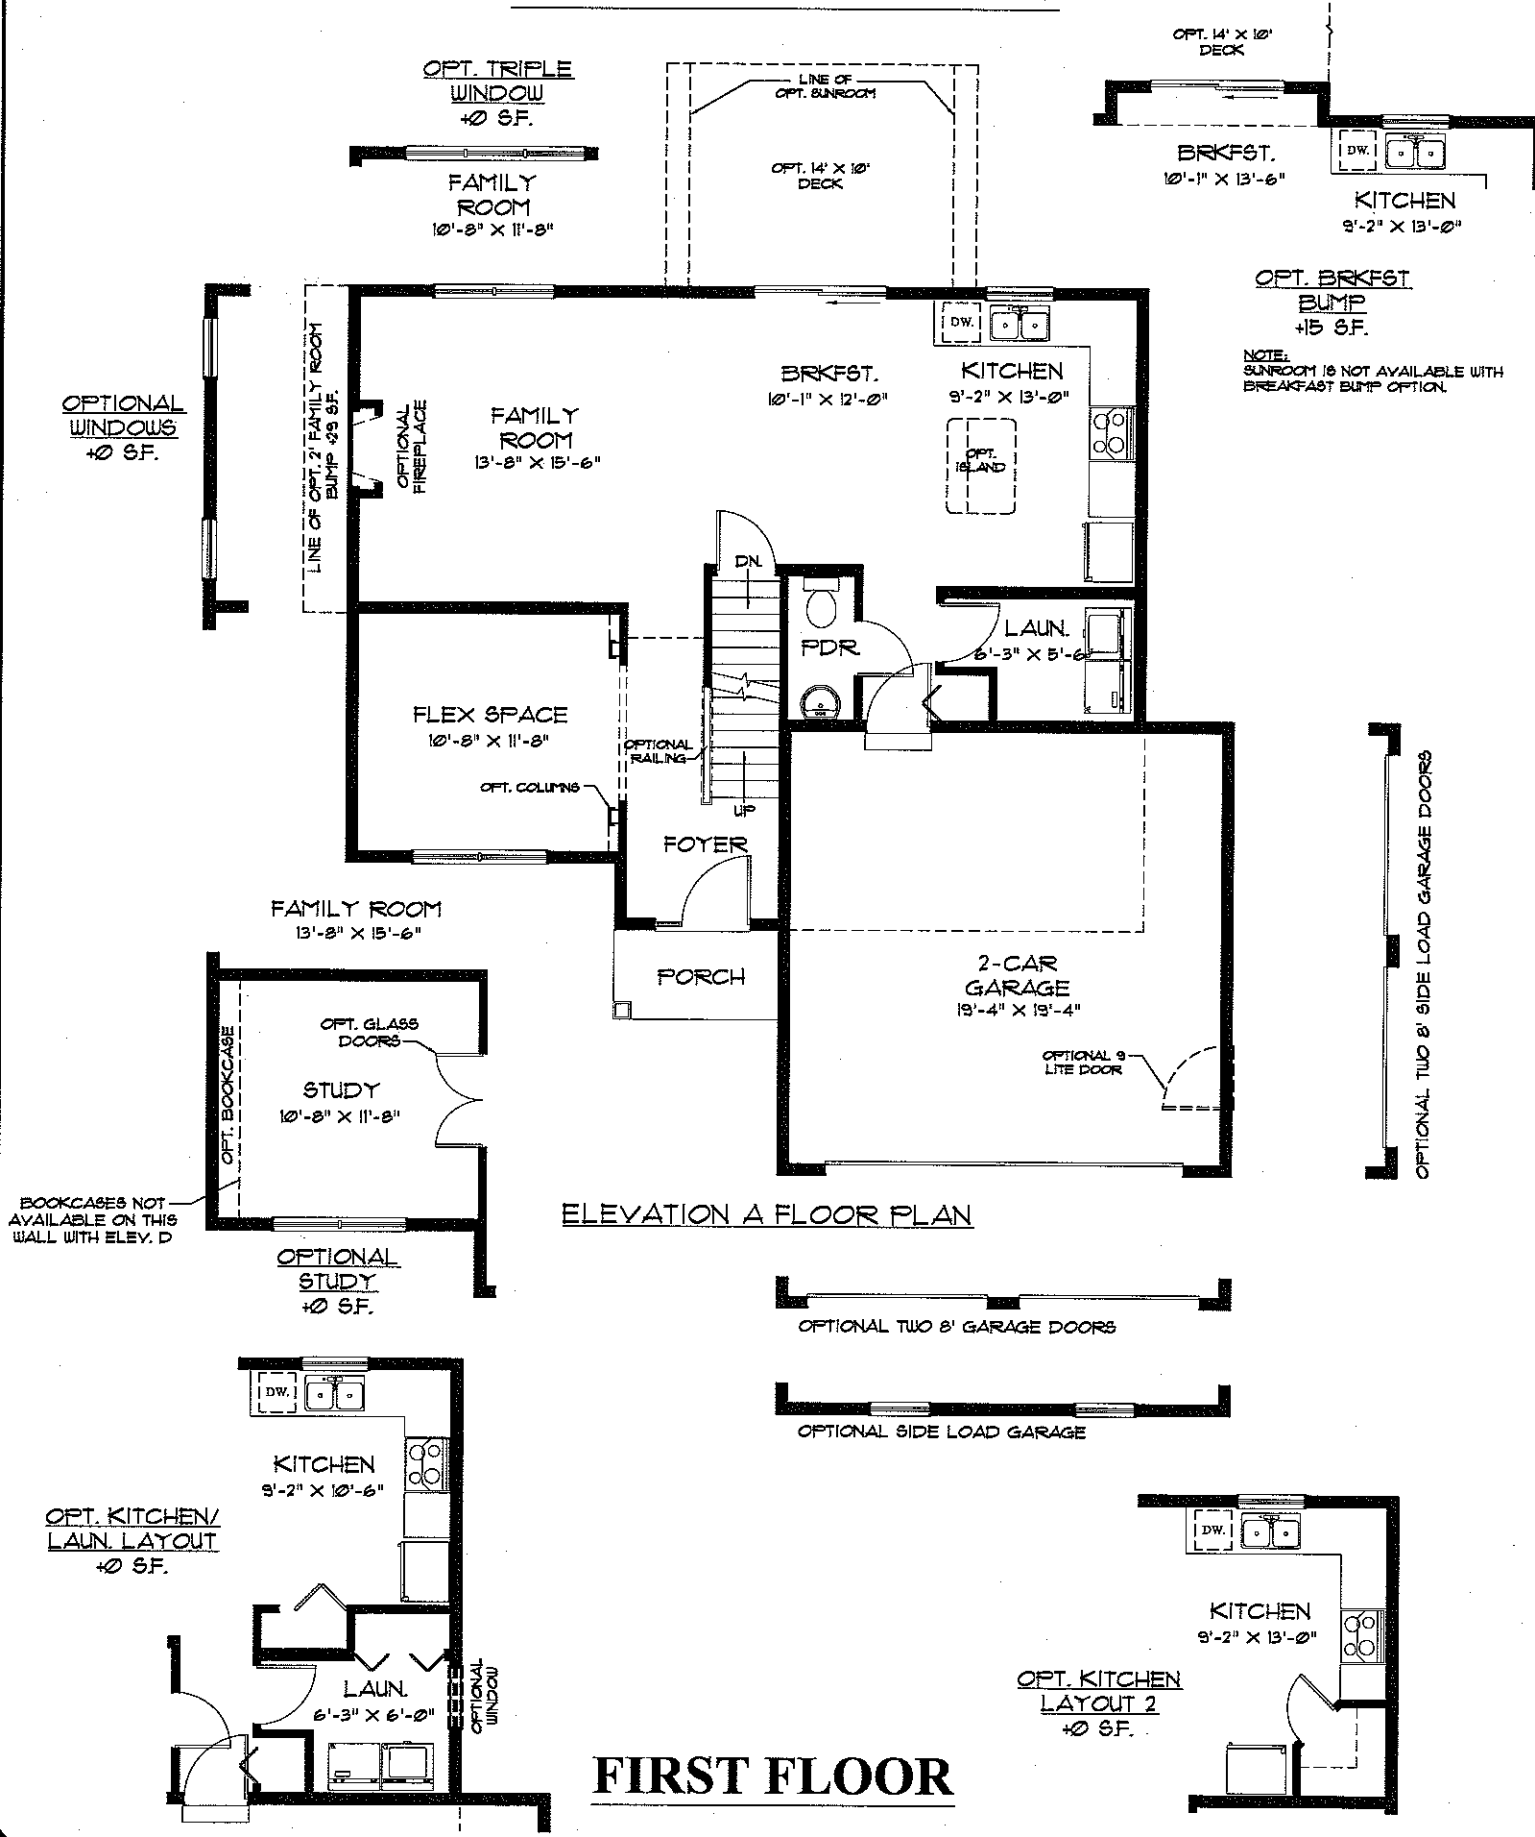 OPT. TRIPLE
WINDOW
+0 S.F.
FAMILY
ROOM
10'-8" X 11'-8"
LINE OF
OPT. SUNROOM
OPT. 14' X 10'
DECK
OPT. 14' X 10'
DECK
BRKFST.
10'-1" X 13'-6"
DW.
KITCHEN
9'-2" X 13'-0"
OPT. BRKFST
BUMP
+15 S.F.
NOTE:
SUNROOM IS NOT AVAILABLE WITH
BREAKFAST BUMP OPTION.
OPTIONAL
WINDOWS
+0 S.F.
LINE OF OPT. 2' FAMILY ROOM
BUMP +29 S.F.
OPTIONAL
FIREPLACE
FAMILY
ROOM
13'-8" X 15'-6"
BRKFST.
10'-1" X 12'-0"
DW.
KITCHEN
9'-2" X 13'-0"
OPT.
ISLAND
DN.
PDR
LAUN.
6'-3" X 5'-6
FLEX SPACE
10'-8" X 11'-8"
OPTIONAL
RAILING
OPT. COLUMNS
UP
FOYER
PORCH
2-CAR
GARAGE
19'-4" X 19'-4"
OPTIONAL 9
LITE DOOR
OPTIONAL TWO 8' SIDE LOAD GARAGE DOORS
FAMILY ROOM
13'-8" X 15'-6"
OPT. GLASS
DOORS
OPT. BOOKCASE
STUDY
10'-8" X 11'-8"
BOOKCASES NOT
AVAILABLE ON THIS
WALL WITH ELEV. D
OPTIONAL
STUDY
+0 S.F.
ELEVATION A FLOOR PLAN
OPTIONAL TWO 8' GARAGE DOORS
OPTIONAL SIDE LOAD GARAGE
DW.
KITCHEN
9'-2" X 10'-6"
OPT. KITCHEN/
LAUN. LAYOUT
+0 S.F.
LAUN.
6'-3" X 6'-0"
OPTIONAL
WINDOW
DW.
KITCHEN
9'-2" X 13'-0"
OPT. KITCHEN
LAYOUT 2
+0 S.F.
FIRST FLOOR